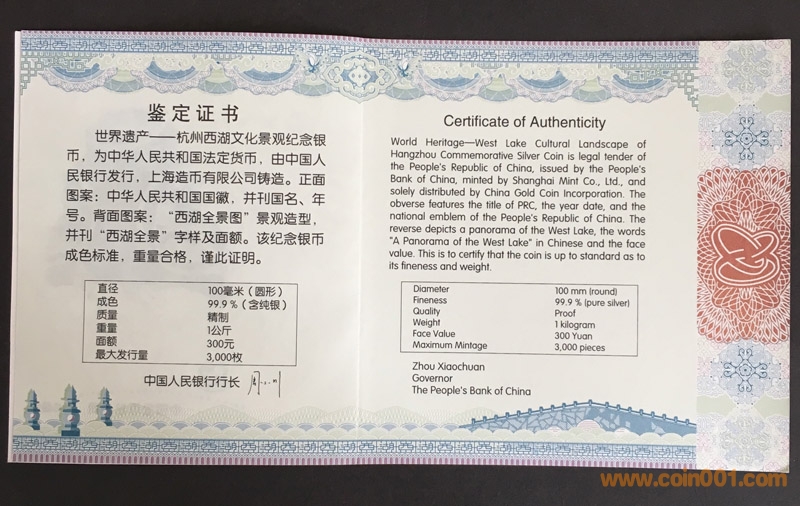 鉴定证书
世界遗产——杭州西湖文化景观纪念银
币，为中华人民共和国法定货币，由中国人
民银行发行，上海造币有限公司铸造。正面
图案：中华人民共和国国徽，并刊国名、年
号。背面图案：“西湖全景图”景观造型，
并刊“西湖全景”字样及面额。该纪念银币
成色标准，重量合格，谨此证明。
直径 100毫米（圆形）
成色 99.9％（含纯银）
质量 精制
重量 1公斤
面额 300元
最大发行量 3,000枚
中国人民银行行长
Certificate of Authenticity
World Heritage—West Lake Cultural Landscape of
Hangzhou Commemorative Silver Coin is legal tender of
the People's Republic of China, issued by the People's
Bank of China, minted by Shanghai Mint Co., Ltd., and
solely distributed by China Gold Coin Incorporation. The
obverse features the title of PRC, the year date, and the
national emblem of the People's Republic of China. The
reverse depicts a panorama of the West Lake, the words
"A Panorama of the West Lake" in Chinese and the face
value. This is to certify that the coin is up to standard as to
its fineness and weight.
Diameter 100 mm (round)
Fineness 99.9 % (pure silver)
Quality Proof
Weight 1 kilogram
Face Value 300 Yuan
Maximum Mintage 3,000 pieces
Zhou Xiaochuan
Governor
The People's Bank of China
www.coin001.com